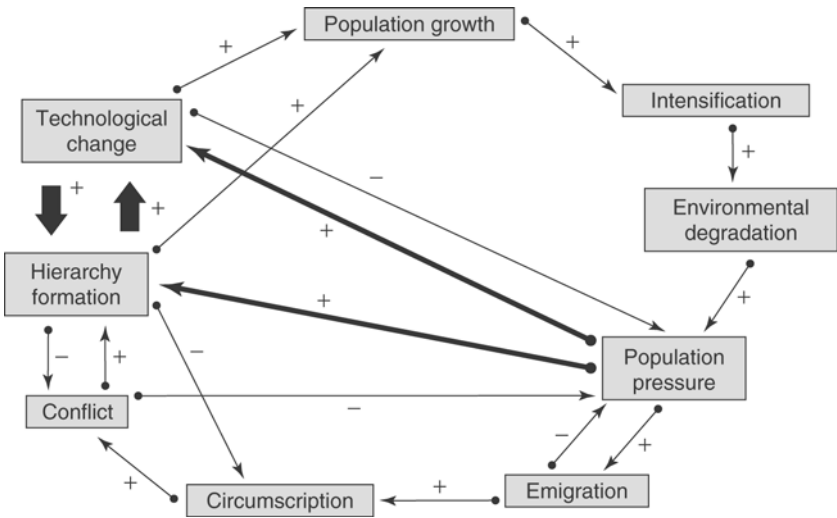 Population growth
+
+
Intensification
Technological
change
+
+
−
+
Environmental
degradation
+
+
+
Hierarchy
formation
+
+
−
−
+
Population
pressure
Conflict
−
−
+
+
Circumscription
+
Emigration